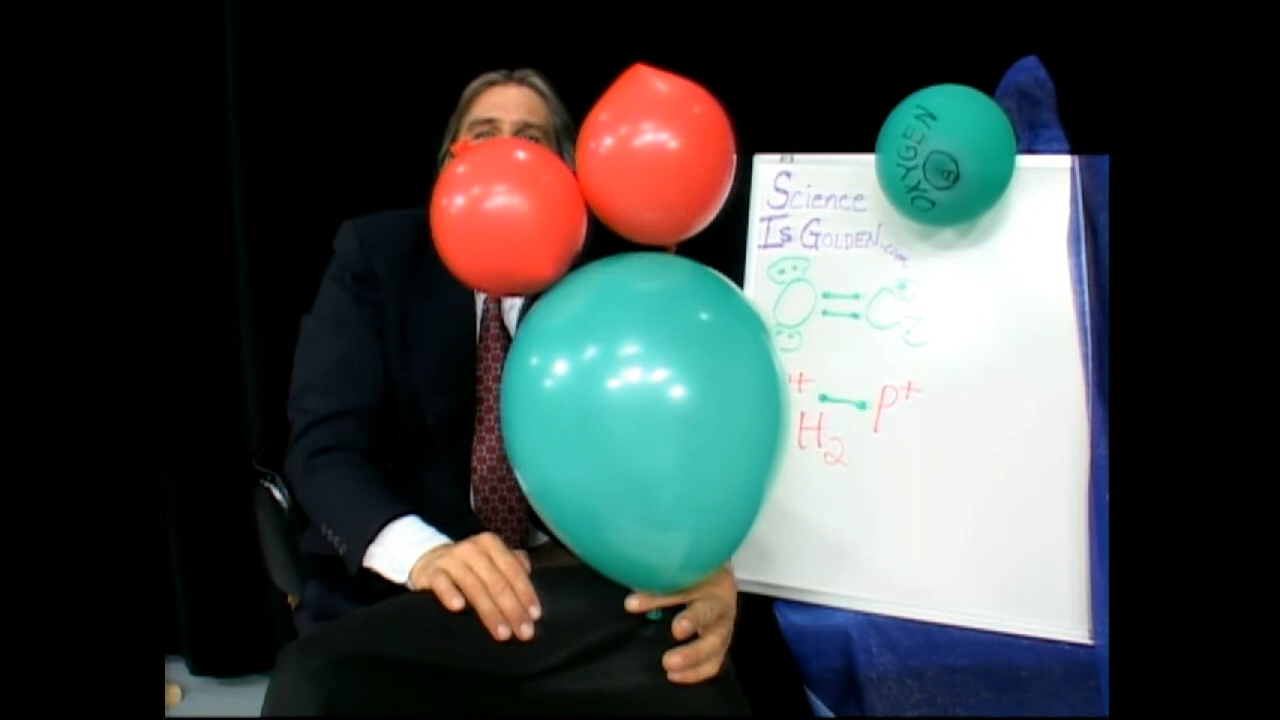 OXYGEN
8
Science
Is GOLDEN.com
O=O
+ P+
H2